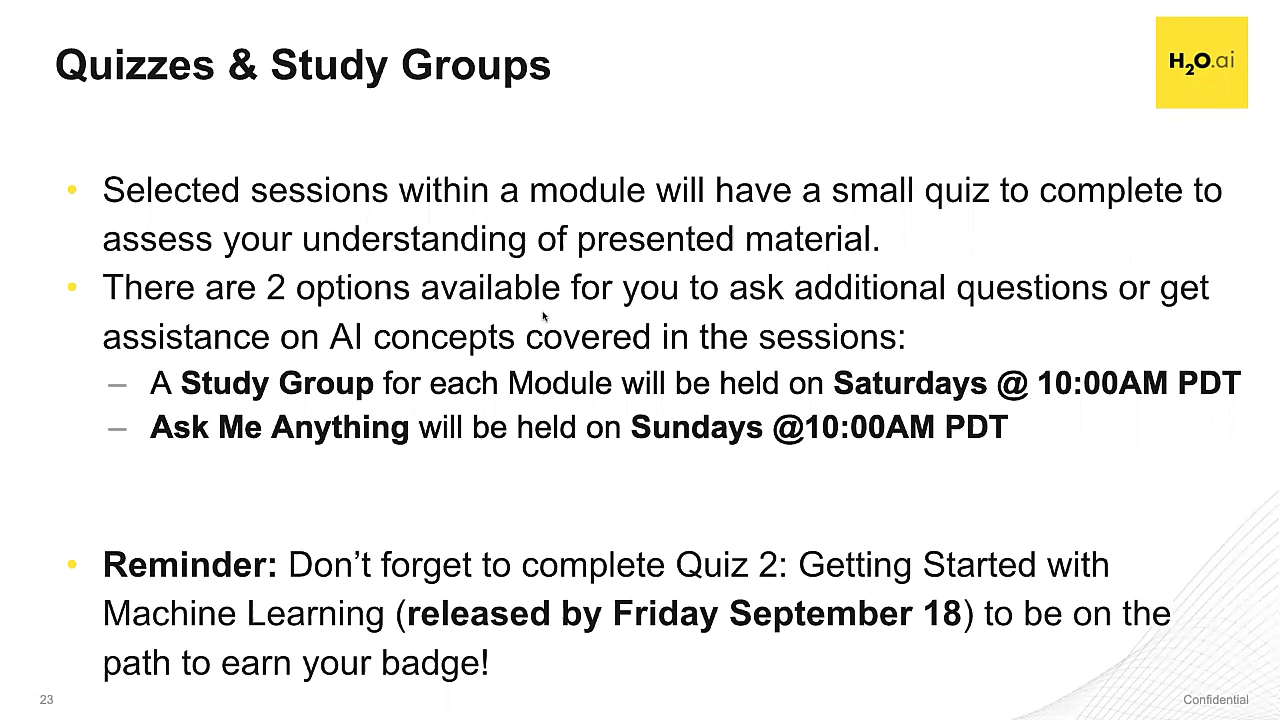 Quizzes & Study Groups
H2O.ai
• Selected sessions within a module will have a small quiz to complete to
assess your understanding of presented material.
• There are 2 options available for you to ask additional questions or get
assistance on AI concepts covered in the sessions:
– A Study Group for each Module will be held on Saturdays @ 10:00AM PDT
– Ask Me Anything will be held on Sundays @10:00AM PDT
• Reminder: Don’t forget to complete Quiz 2: Getting Started with
Machine Learning (released by Friday September 18) to be on the
path to earn your badge!
23
Confidential